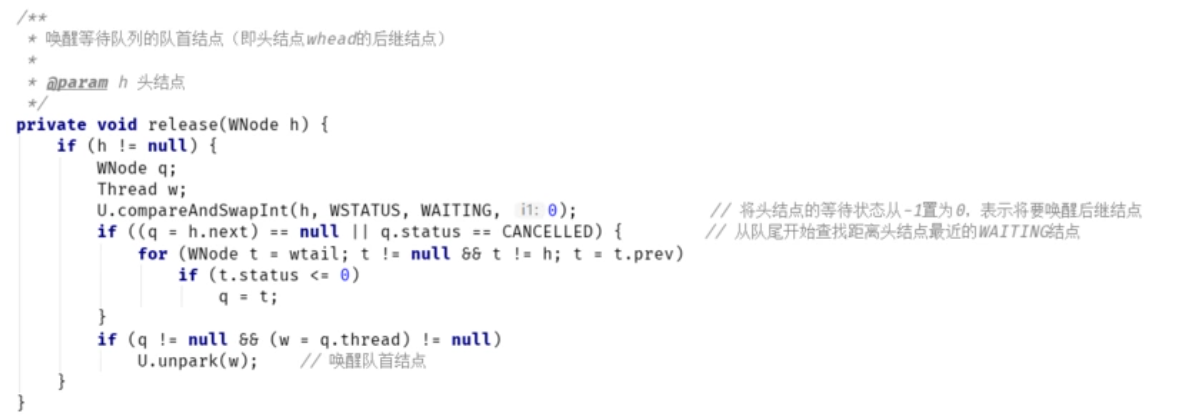 /**
 * 唤醒等待队列的队首结点（即头结点whead的后继结点）
 *
 * @param h 头结点
 */
private void release(WNode h) {
    if (h != null) {
        WNode q;
        Thread w;
        U.compareAndSwapInt(h, WSTATUS, WAITING, i1: 0);    // 将头结点的等待状态从-1置为0，表示将要唤醒后继结点
        if ((q = h.next) == null || q.status == CANCELLED) {    // 从队尾开始查找距离头结点最近的WAITING结点
            for (WNode t = wtail; t != null && t != h; t = t.prev)
                if (t.status <= 0)
                    q = t;
        }
        if (q != null && (w = q.thread) != null)
            U.unpark(w);    // 唤醒队首结点
    }
}